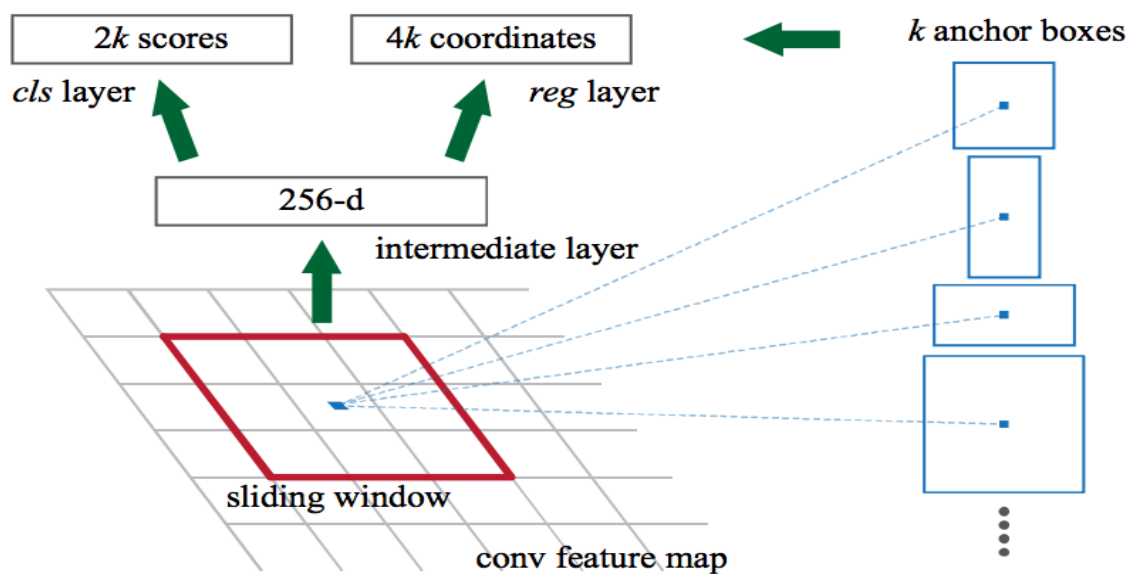 2k scores
4k coordinates
k anchor boxes
cls layer
reg layer
256-d
intermediate layer
sliding window
conv feature map